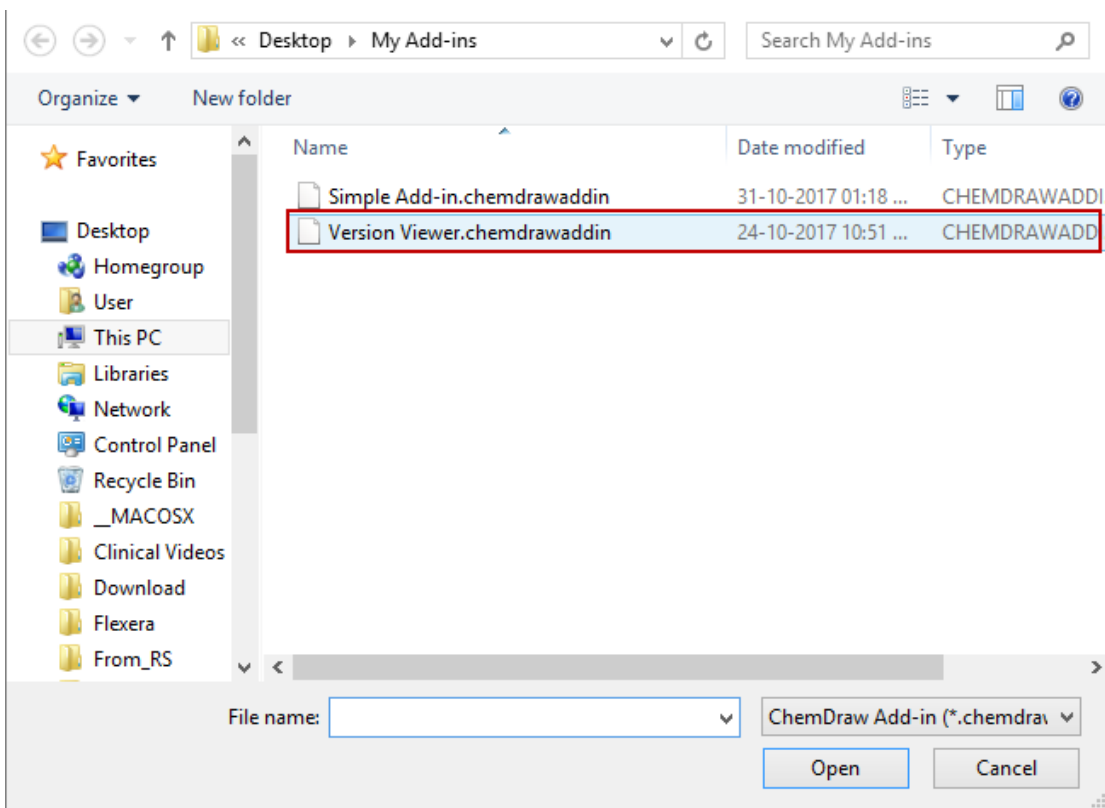 « Desktop My Add-ins Search My Add-ins
Organize New folder
Name Date modified Type
Simple Add-in.chemdrawaddin 31-10-2017 01:18 ... CHEMDRAWADDI
Version Viewer.chemdrawaddin 24-10-2017 10:51 ... CHEMDRAWADD
Favorites
Desktop
Homegroup
User
This PC
Libraries
Network
Control Panel
Recycle Bin
__MACOSX
Clinical Videos
Download
Flexera
From_RS
File name: ChemDraw Add-in (*.chemdraw
Open Cancel